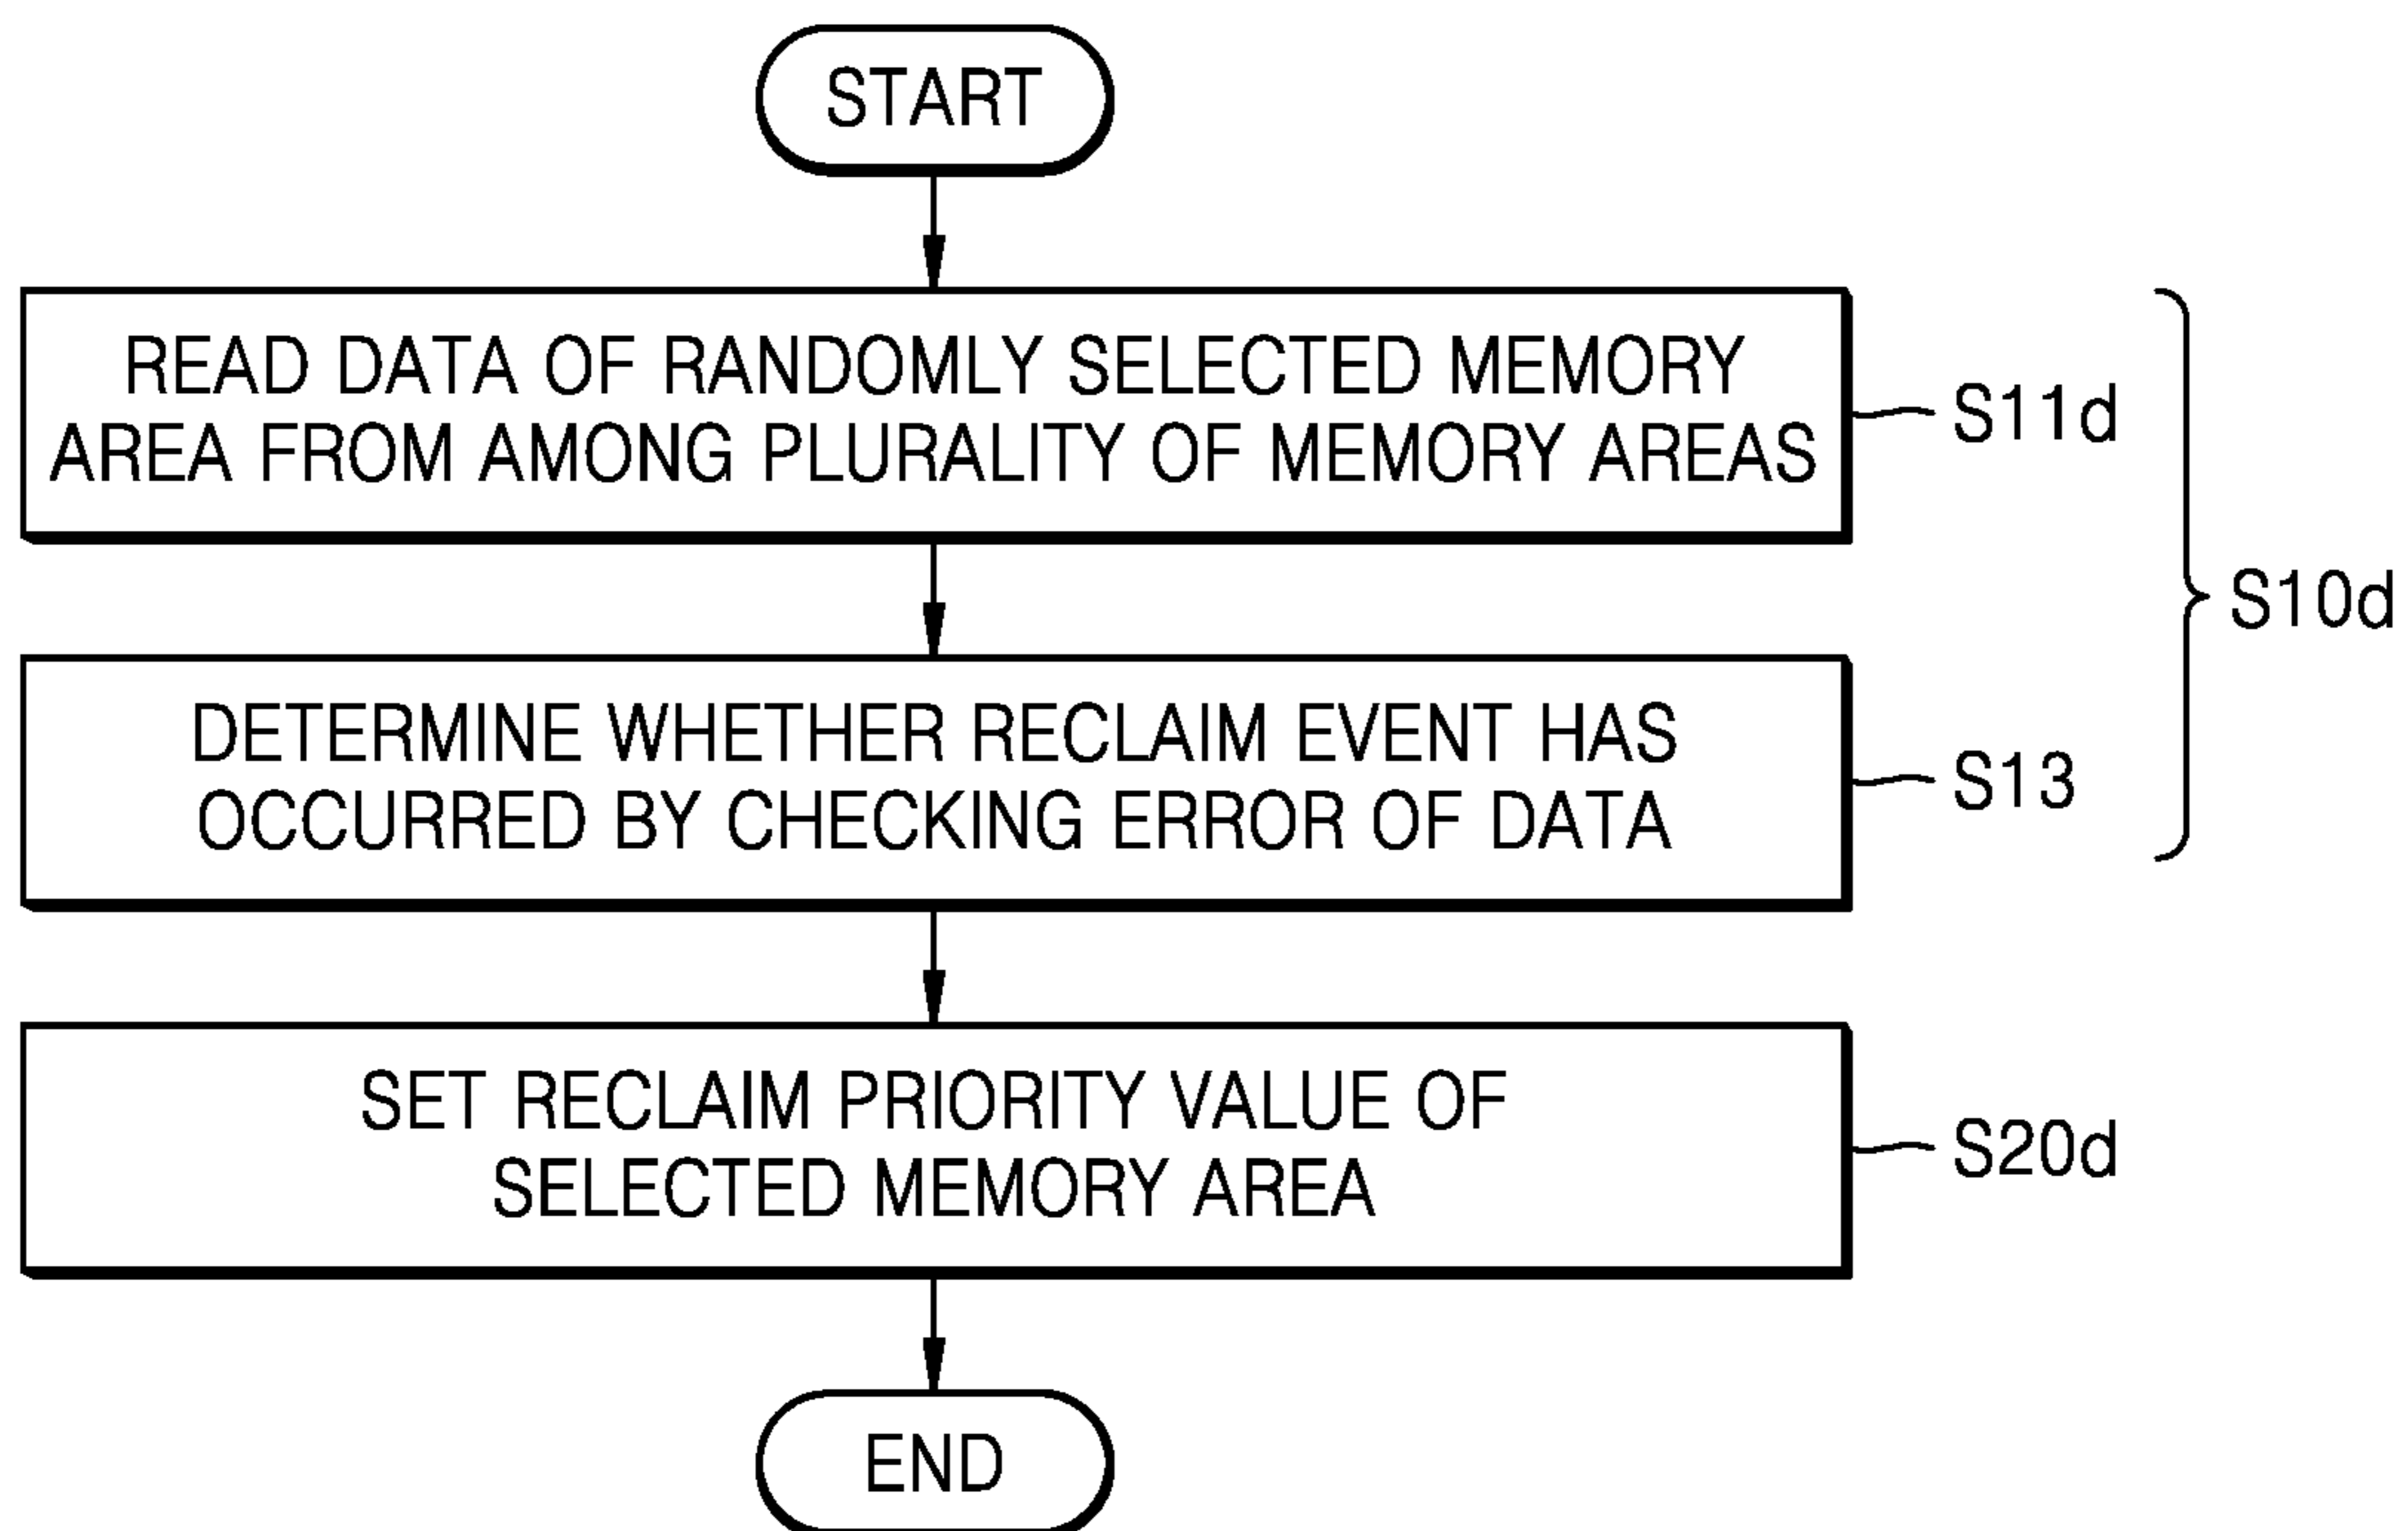 START
READ DATA OF RANDOMLY SELECTED MEMORY
AREA FROM AMONG PLURALITY OF MEMORY AREAS
S11d
S10d
DETERMINE WHETHER RECLAIM EVENT HAS
OCCURRED BY CHECKING ERROR OF DATA
S13
SET RECLAIM PRIORITY VALUE OF
SELECTED MEMORY AREA
S20d
END